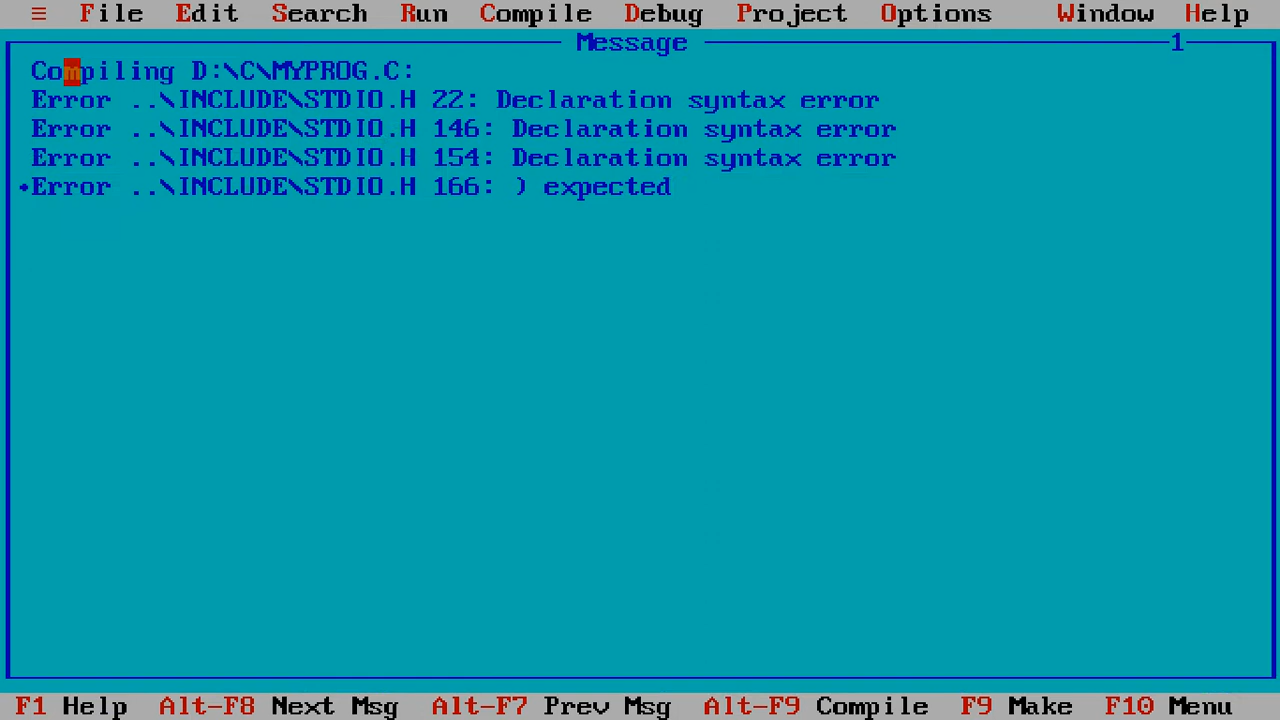 ≡ File Edit Search Run Compile Debug Project Options Window Help
Message 1
Compiling D:\C\MYPROG.C:
Error ..\INCLUDE\STDIO.H 22: Declaration syntax error
Error ..\INCLUDE\STDIO.H 146: Declaration syntax error
Error ..\INCLUDE\STDIO.H 154: Declaration syntax error
•Error ..\INCLUDE\STDIO.H 166: ) expected
F1 Help Alt-F8 Next Msg Alt-F7 Prev Msg Alt-F9 Compile F9 Make F10 Menu